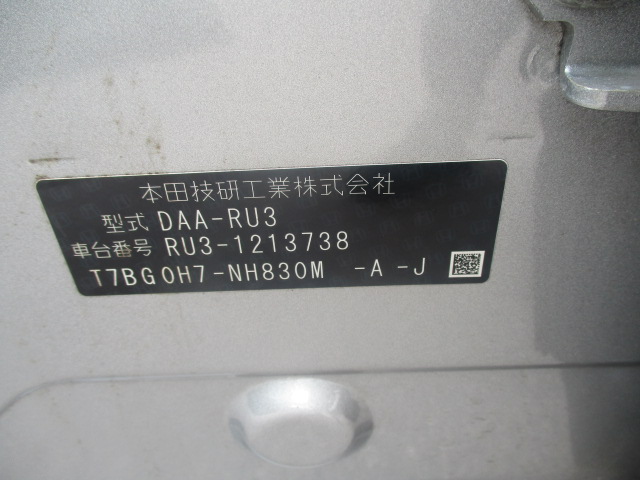 本田技研工業株式会社
型式 DAA-RU3
車台番号 RU3-1213738
T7BG0H7-NH830M -A -J